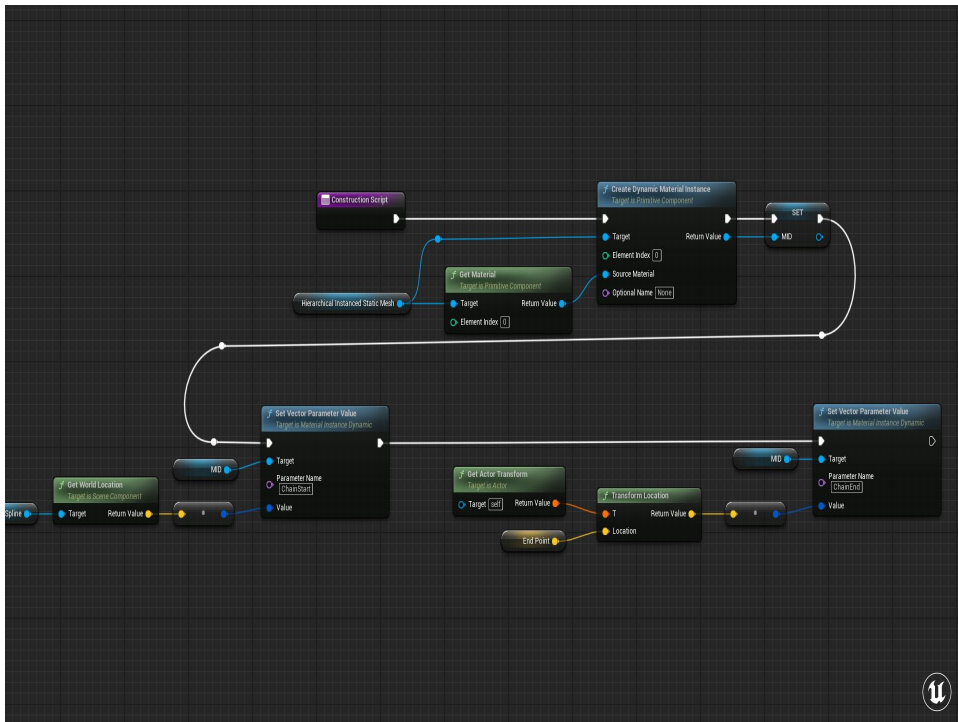 Construction Script
Create Dynamic Material Instance
Target is Primitive Component
Target
Return Value
Element Index 0
Source Material
Optional Name None
SET
MID
Get Material
Target is Primitive Component
Target
Return Value
Element Index 0
Hierarchical Instanced Static Mesh
Set Vector Parameter Value
Target is Material Instance Dynamic
Target
Parameter Name
ChainStart
Value
MID
Get World Location
Target is Scene Component
Target
Return Value
Spline
Get Actor Transform
Target is Actor
Target self
Return Value
End Point
Transform Location
T
Return Value
Location
MID
Set Vector Parameter Value
Target is Material Instance Dynamic
Target
Parameter Name
ChainEnd
Value